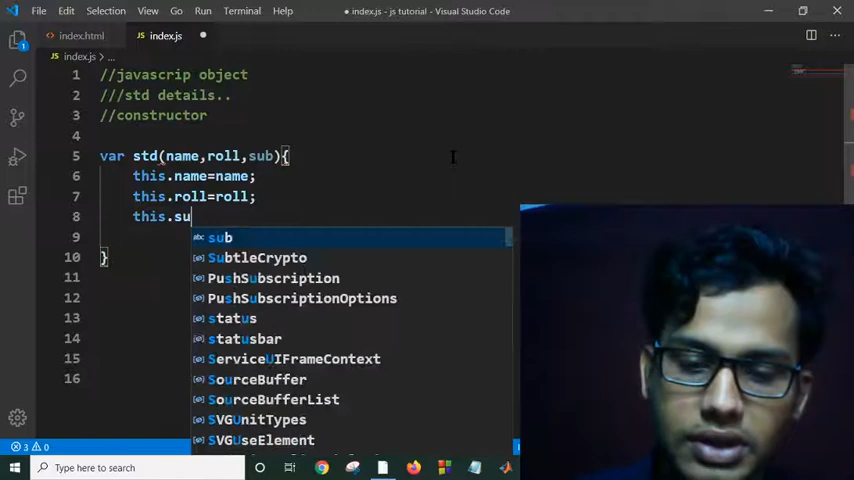 File Edit Selection View Go Run Terminal Help
index.js - js tutorial - Visual Studio Code
index.html
index.js
index.js > ...
1 //javascrip object
2 ///std details..
3 //constructor
4
5 var std(name,roll,sub){
6 this.name=name;
7 this.roll=roll;
8 this.su
9
10 }
11
12
13
14
15
16
sub
SubtleCrypto
PushSubscription
PushSubscriptionOptions
status
statusbar
ServiceUIFrameContext
SourceBuffer
SourceBufferList
SVGUnitTypes
SVGUseElement
1
3 0
Type here to search